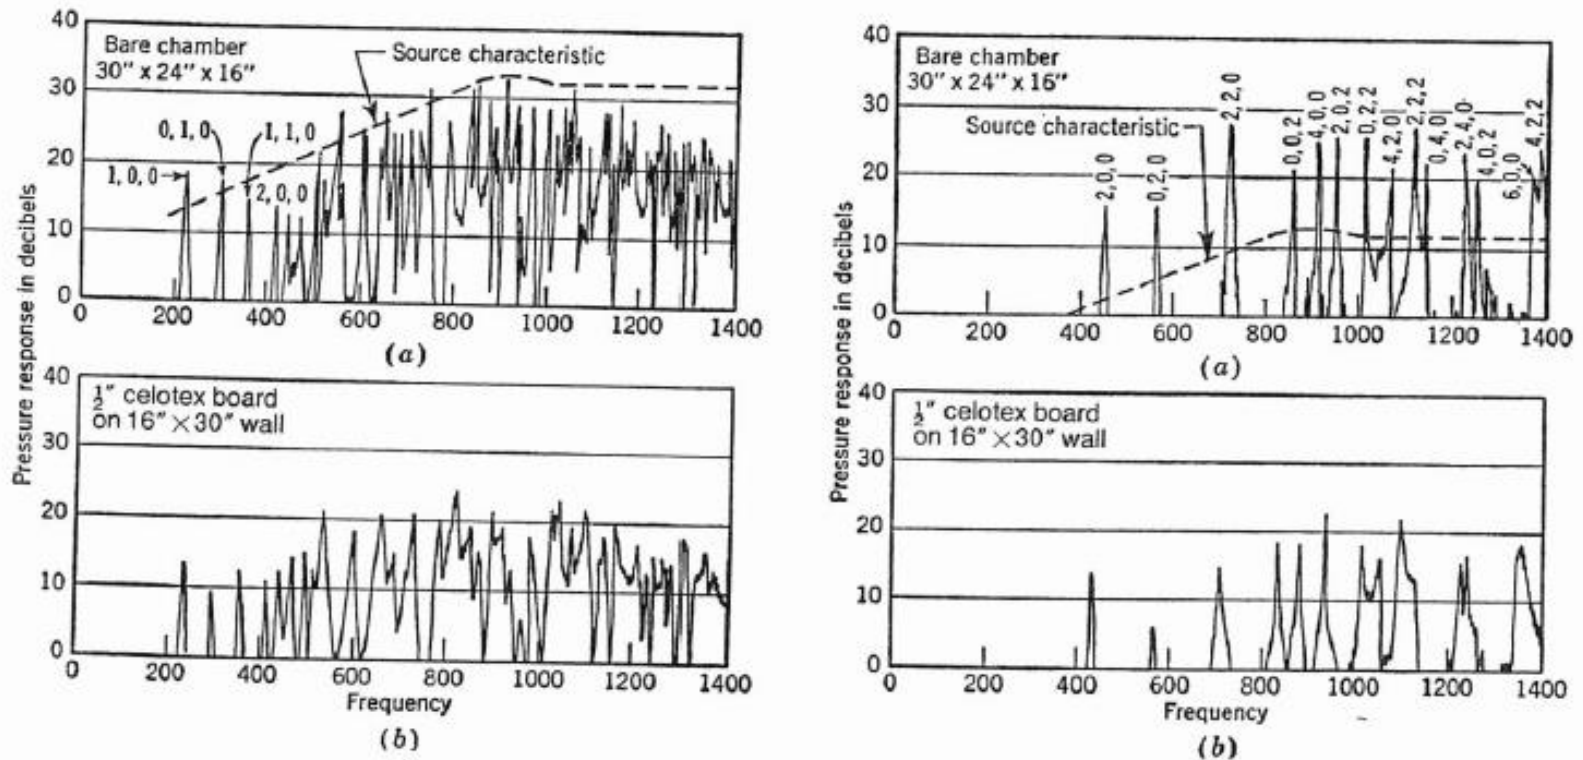 Pressure response in decibels
40
30
20
10
0
Bare chamber
30" x 24" x 16"
Source characteristic
0, 1, 0
1, 1, 0
1, 0, 0
2, 0, 0
0 200 400 600 800 1000 1200 1400
(a)
40
30
20
10
0
½" celotex board
on 16" × 30" wall
0 200 400 600 800 1000 1200 1400
Frequency
(b)
Pressure response in decibels
40
30
20
10
0
Bare chamber
30" x 24" x 16"
Source characteristic
2, 0, 0
0, 2, 0
2, 2, 0
0, 0, 2
4, 0, 0
2, 0, 2
0, 2, 2
4, 2, 0
2, 2, 2
0, 4, 0
2, 4, 0
4, 0, 2
6, 0, 0
4, 2, 2
0 200 400 600 800 1000 1200 1400
(a)
40
30
20
10
0
½" celotex board
on 16" × 30" wall
0 200 400 600 800 1000 1200 1400
Frequency
(b)